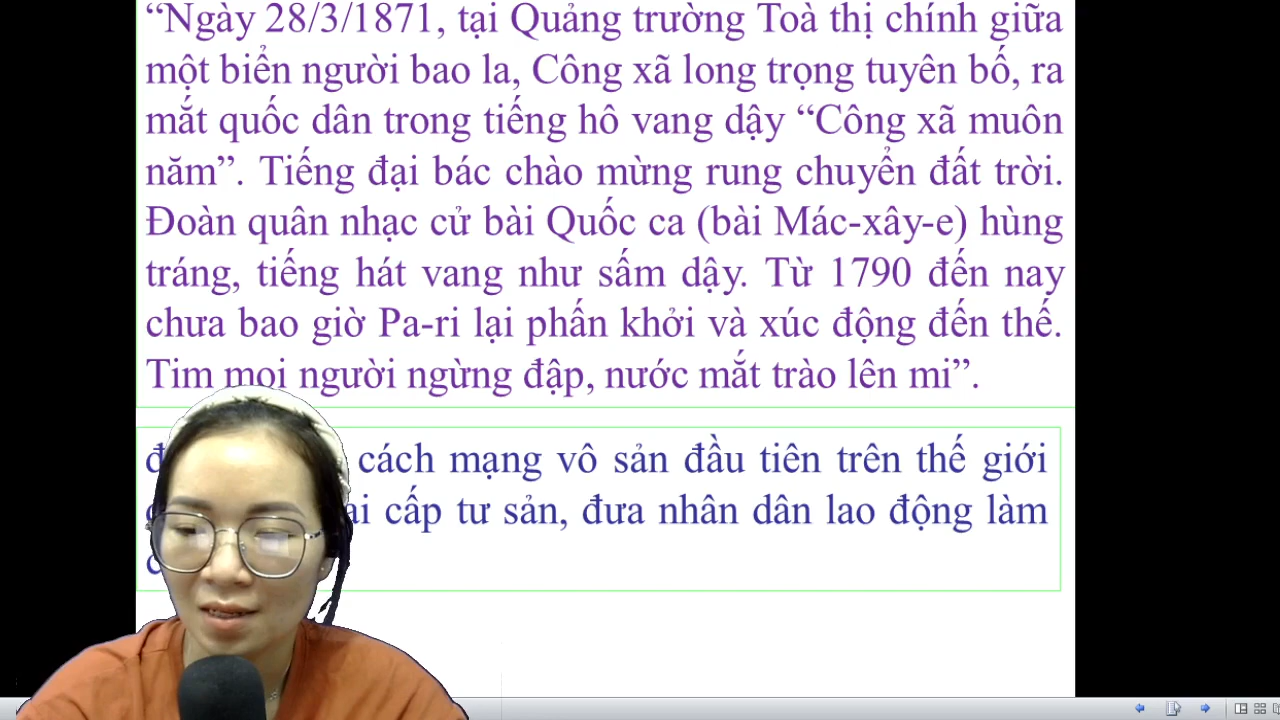 “Ngày 28/3/1871, tại Quảng trường Toà thị chính giữa
một biển người bao la, Công xã long trọng tuyên bố, ra
mắt quốc dân trong tiếng hô vang dậy “Công xã muôn
năm”. Tiếng đại bác chào mừng rung chuyển đất trời.
Đoàn quân nhạc cử bài Quốc ca (bài Mác-xây-e) hùng
tráng, tiếng hát vang như sấm dậy. Từ 1790 đến nay
chưa bao giờ Pa-ri lại phấn khởi và xúc động đến thế.
Tim mọi người ngừng đập, nước mắt trào lên mi”.
cách mạng vô sản đầu tiên trên thế giới
cấp tư sản, đưa nhân dân lao động làm